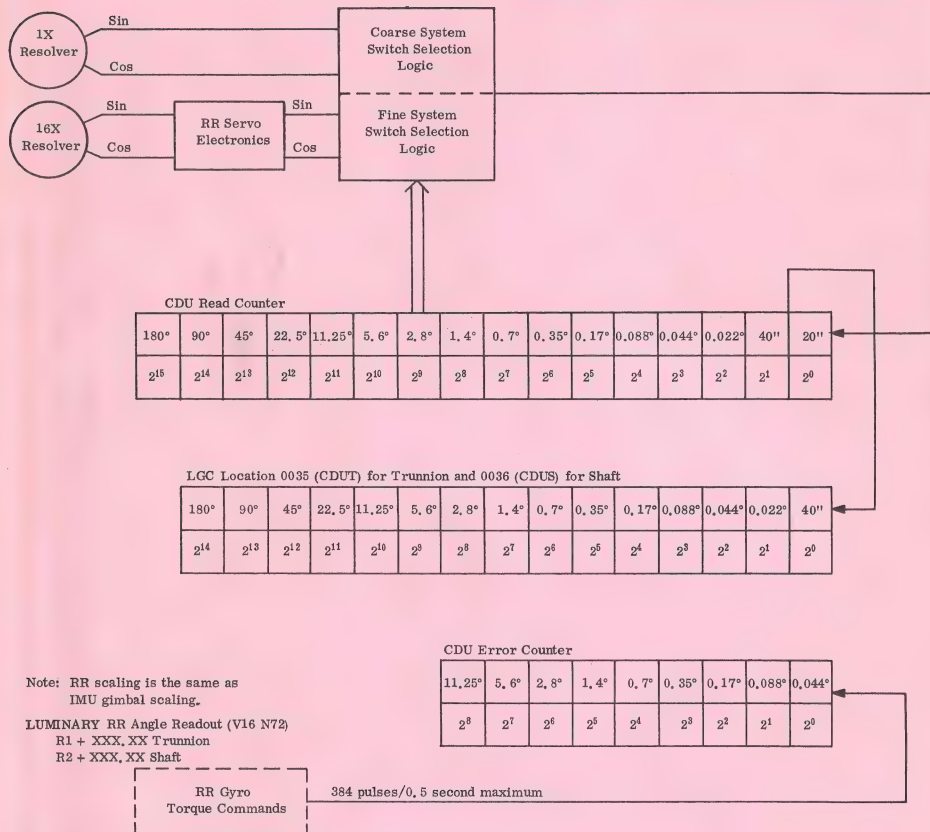 1X
Resolver
Sin
Cos
Coarse System
Switch Selection
Logic
16X
Resolver
Sin
Cos
RR Servo
Electronics
Sin
Cos
Fine System
Switch Selection
Logic
CDU Read Counter
180° 90° 45° 22.5° 11.25° 5.6° 2.8° 1.4° 0.7° 0.35° 0.17° 0.088° 0.044° 0.022° 40" 20"
2¹⁵ 2¹⁴ 2¹³ 2¹² 2¹¹ 2¹⁰ 2⁹ 2⁸ 2⁷ 2⁶ 2⁵ 2⁴ 2³ 2² 2¹ 2⁰
LGC Location 0035 (CDUT) for Trunnion and 0036 (CDUS) for Shaft
180° 90° 45° 22.5° 11.25° 5.6° 2.8° 1.4° 0.7° 0.35° 0.17° 0.088° 0.044° 0.022° 40"
2¹⁴ 2¹³ 2¹² 2¹¹ 2¹⁰ 2⁹ 2⁸ 2⁷ 2⁶ 2⁵ 2⁴ 2³ 2² 2¹ 2⁰
CDU Error Counter
11.25° 5.6° 2.8° 1.4° 0.7° 0.35° 0.17° 0.088° 0.044°
2⁸ 2⁷ 2⁶ 2⁵ 2⁴ 2³ 2² 2¹ 2⁰
Note: RR scaling is the same as
IMU gimbal scaling.
LUMINARY RR Angle Readout (V16 N72)
R1 + XXX.XX Trunnion
R2 + XXX.XX Shaft
RR Gyro
Torque Commands
384 pulses/0.5 second maximum